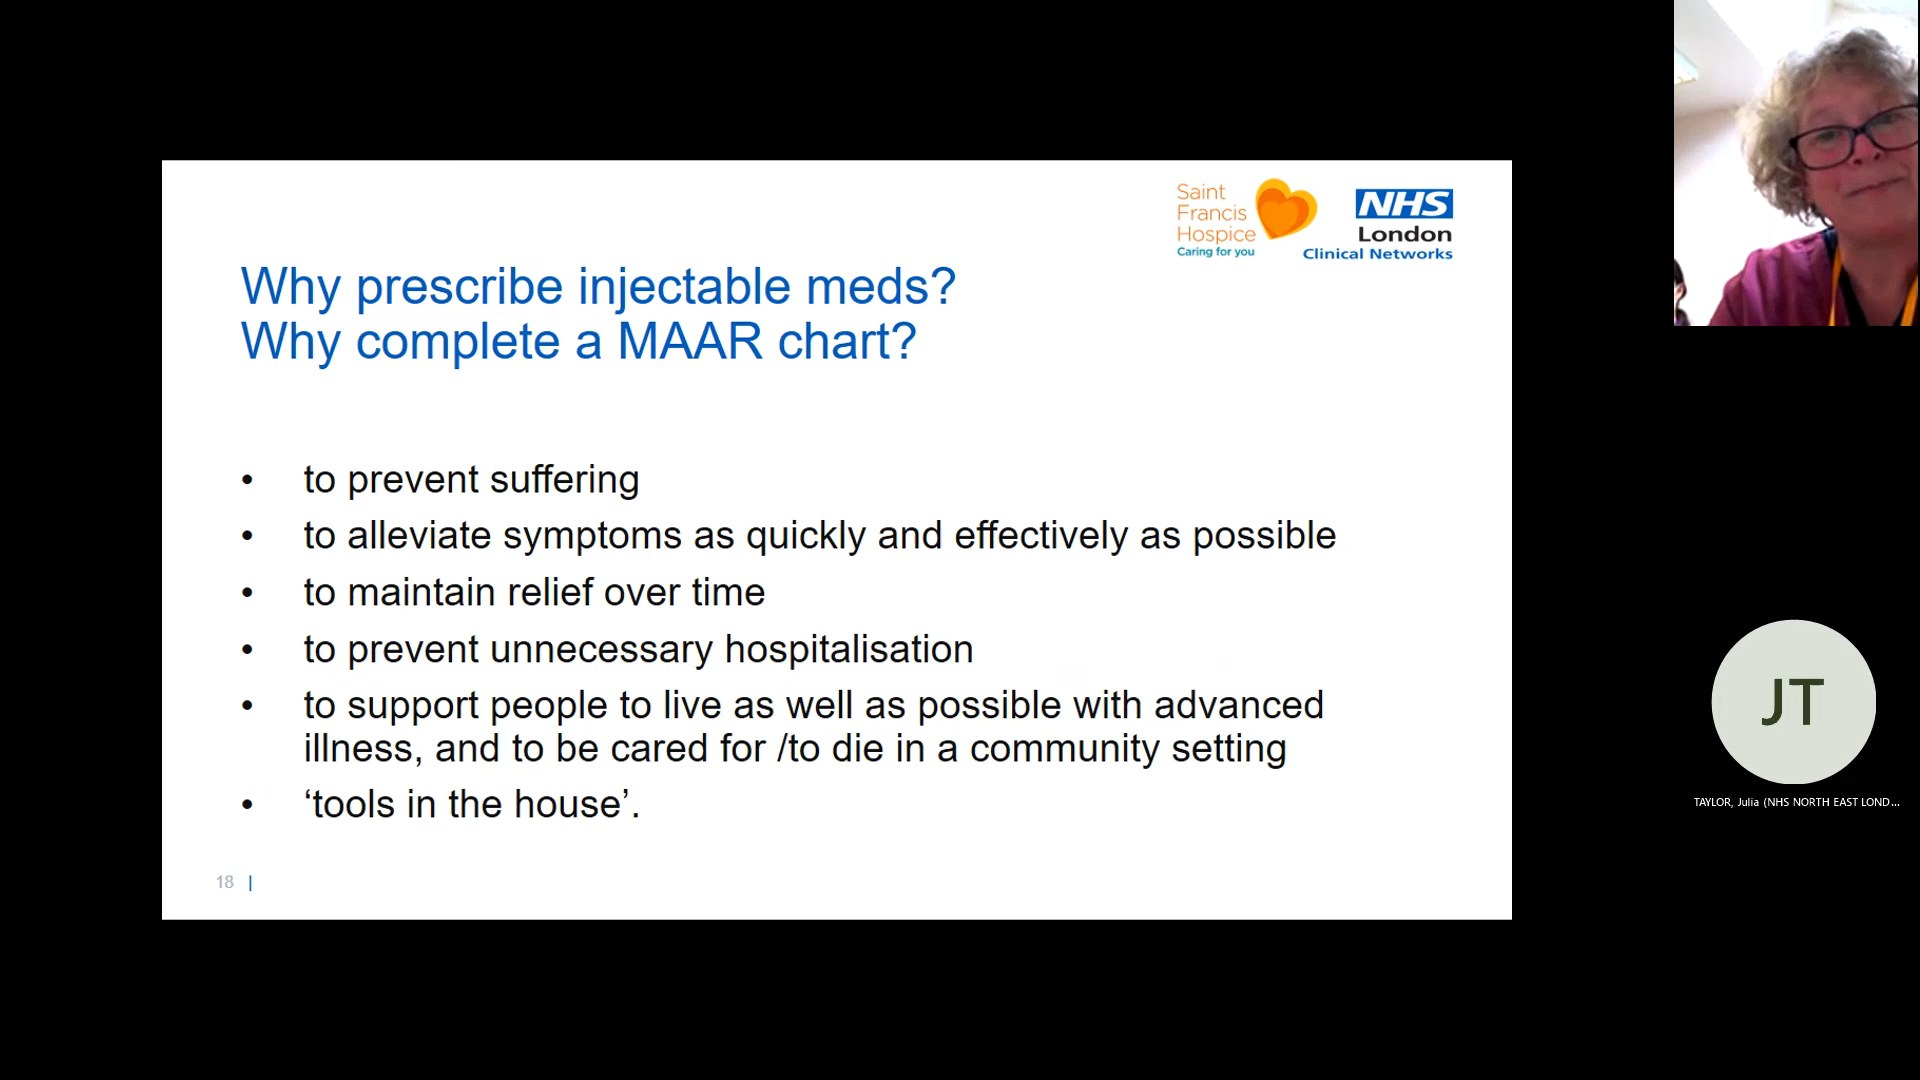 Saint
Francis
Hospice
Caring for you
NHS
London
Clinical Networks
Why prescribe injectable meds?
Why complete a MAAR chart?
• to prevent suffering
• to alleviate symptoms as quickly and effectively as possible
• to maintain relief over time
• to prevent unnecessary hospitalisation
• to support people to live as well as possible with advanced
illness, and to be cared for /to die in a community setting
• ‘tools in the house’.
18 |
JT
TAYLOR, Julia (NHS NORTH EAST LOND...